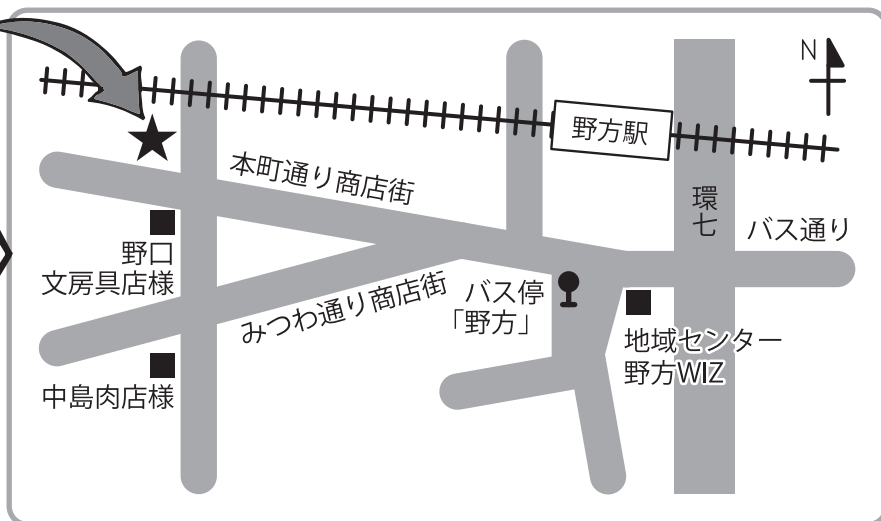 N
野方駅
本町通り商店街
環七
バス通り
野口
文房具店様
みつわ通り商店街
バス停
「野方」
地域センター
野方WIZ
中島肉店様